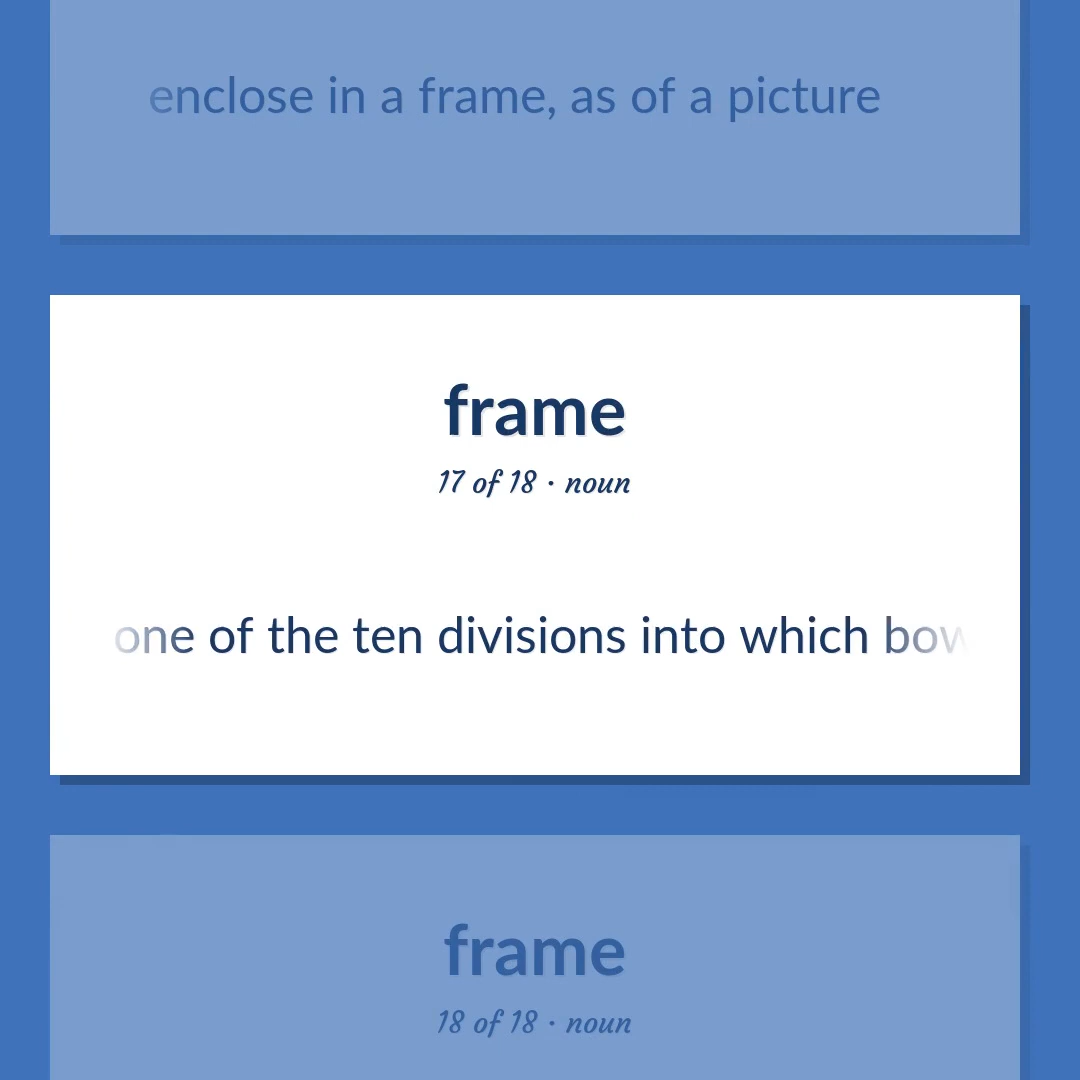 enclose in a frame, as of a picture
frame
17 of 18 · noun
one of the ten divisions into which
frame
18 of 18 · noun